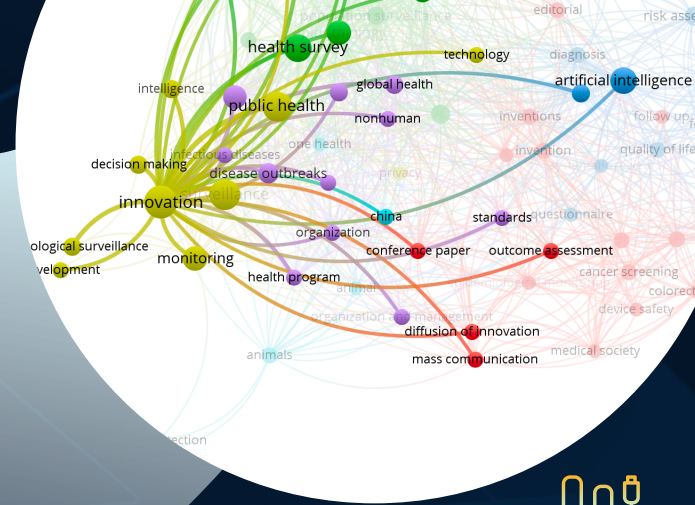 editorial
risk asse
population surveillance
health survey
technology
diagnosis
artificial intelligence
intelligence
global health
public health
nonhuman
inventions
follow up
one health
invention
quality of life
infectious diseases
decision making
disease outbreaks
privacy
surveillance
innovation
china
standards
questionnaire
organization
ological surveillance
conference paper
outcome assessment
monitoring
velopment
health program
cancer screening
animal
colorect
device safety
organization and management
diffusion of innovation
animals
mass communication
medical society
ection